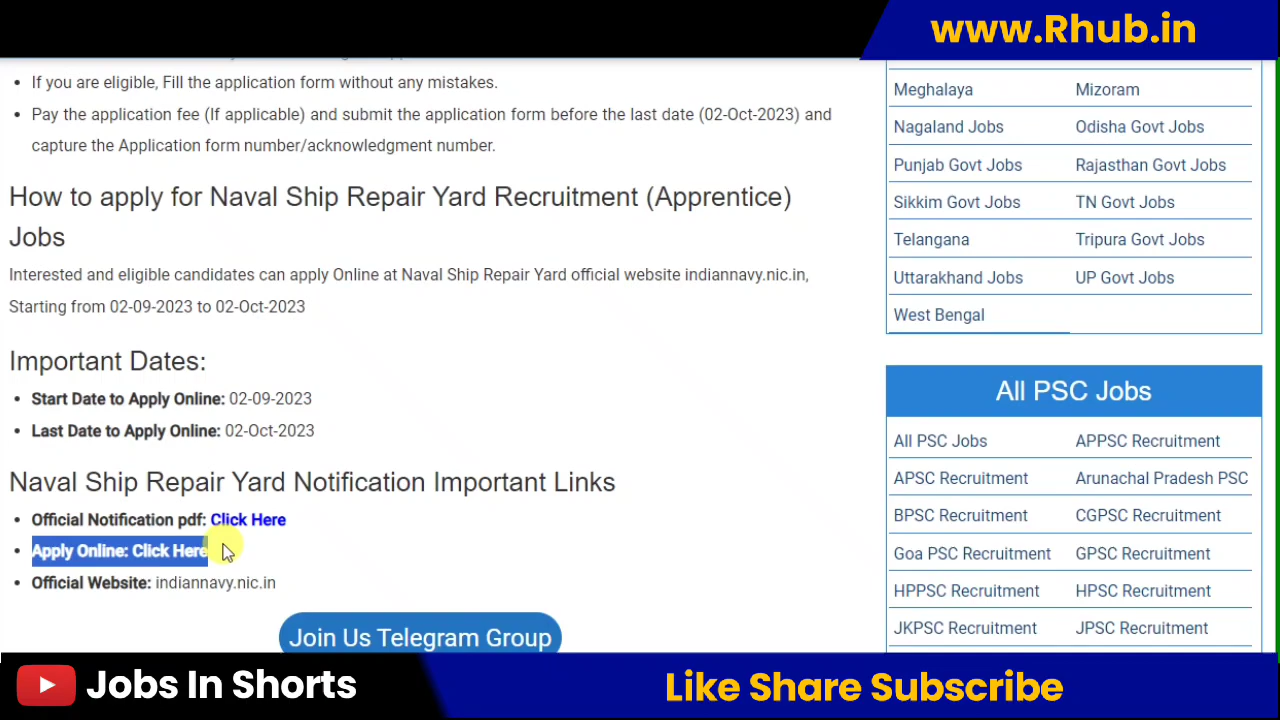 www.Rhub.in
If you are eligible, Fill the application form without any mistakes.
Pay the application fee (If applicable) and submit the application form before the last date (02-Oct-2023) and
capture the Application form number/acknowledgment number.
How to apply for Naval Ship Repair Yard Recruitment (Apprentice)
Jobs
Interested and eligible candidates can apply Online at Naval Ship Repair Yard official website indiannavy.nic.in,
Starting from 02-09-2023 to 02-Oct-2023
Important Dates:
Start Date to Apply Online: 02-09-2023
Last Date to Apply Online: 02-Oct-2023
Naval Ship Repair Yard Notification Important Links
Official Notification pdf: Click Here
Apply Online: Click Here
Official Website: indiannavy.nic.in
Join Us Telegram Group
Meghalaya Mizoram
Nagaland Jobs Odisha Govt Jobs
Punjab Govt Jobs Rajasthan Govt Jobs
Sikkim Govt Jobs TN Govt Jobs
Telangana Tripura Govt Jobs
Uttarakhand Jobs UP Govt Jobs
West Bengal
All PSC Jobs
All PSC Jobs APPSC Recruitment
APSC Recruitment Arunachal Pradesh PSC
BPSC Recruitment CGPSC Recruitment
Goa PSC Recruitment GPSC Recruitment
HPPSC Recruitment HPSC Recruitment
JKPSC Recruitment JPSC Recruitment
Jobs In Shorts
Like Share Subscribe